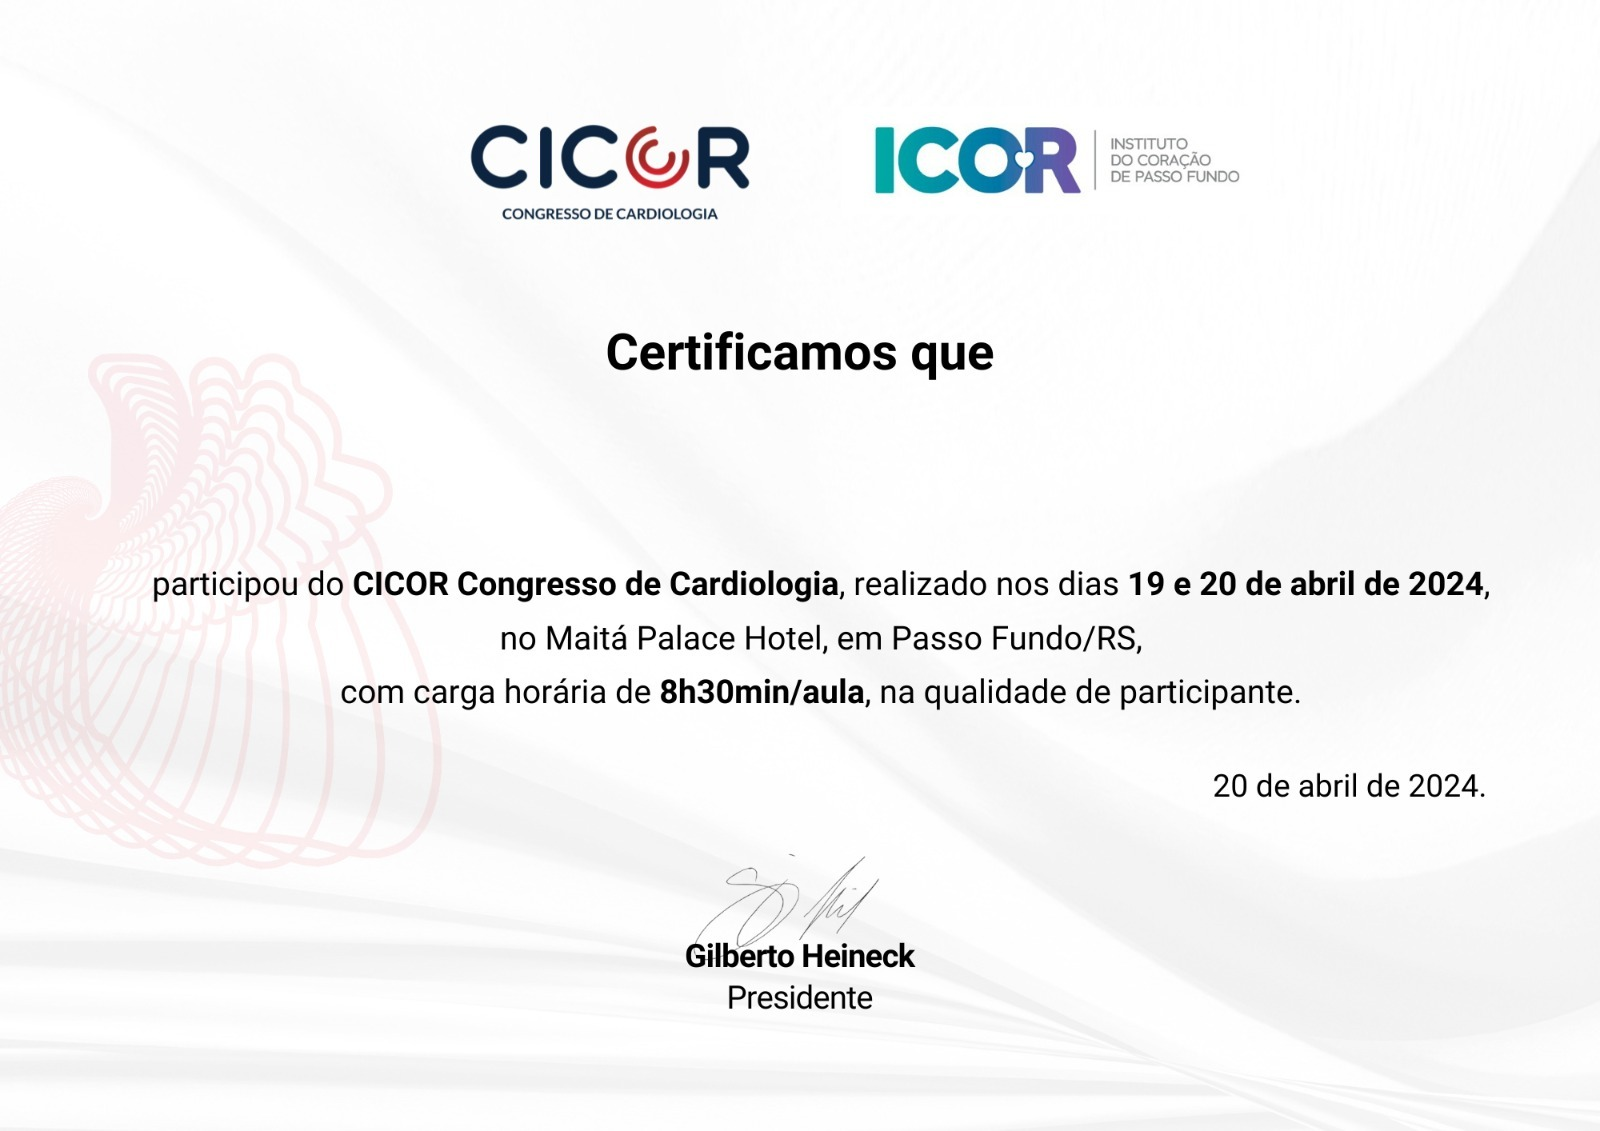 CICOR
CONGRESSO DE CARDIOLOGIA
ICOR
INSTITUTO
DO CORAÇÃO
DE PASSO FUNDO
Certificamos que
participou do CICOR Congresso de Cardiologia, realizado nos dias 19 e 20 de abril de 2024,
no Maitá Palace Hotel, em Passo Fundo/RS,
com carga horária de 8h30min/aula, na qualidade de participante.
20 de abril de 2024.
Gilberto Heineck
Presidente